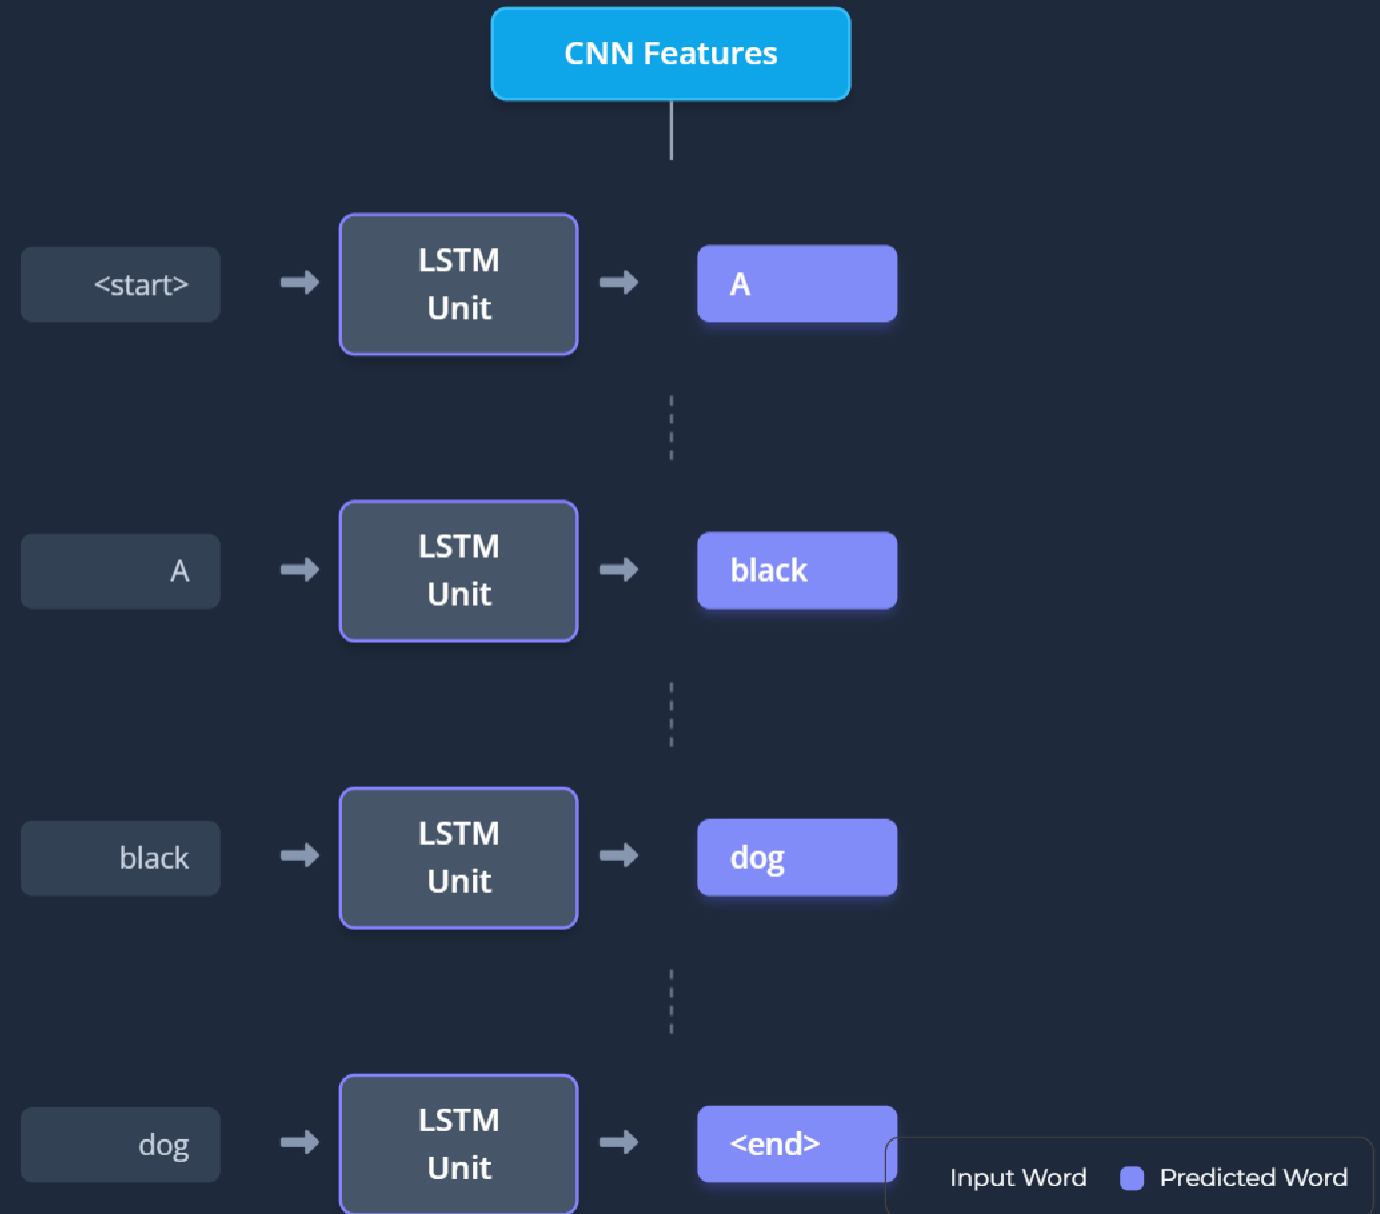 CNN Features
<start>
LSTM
Unit
A
A
LSTM
Unit
black
black
LSTM
Unit
dog
dog
LSTM
Unit
<end>
Input Word
Predicted Word